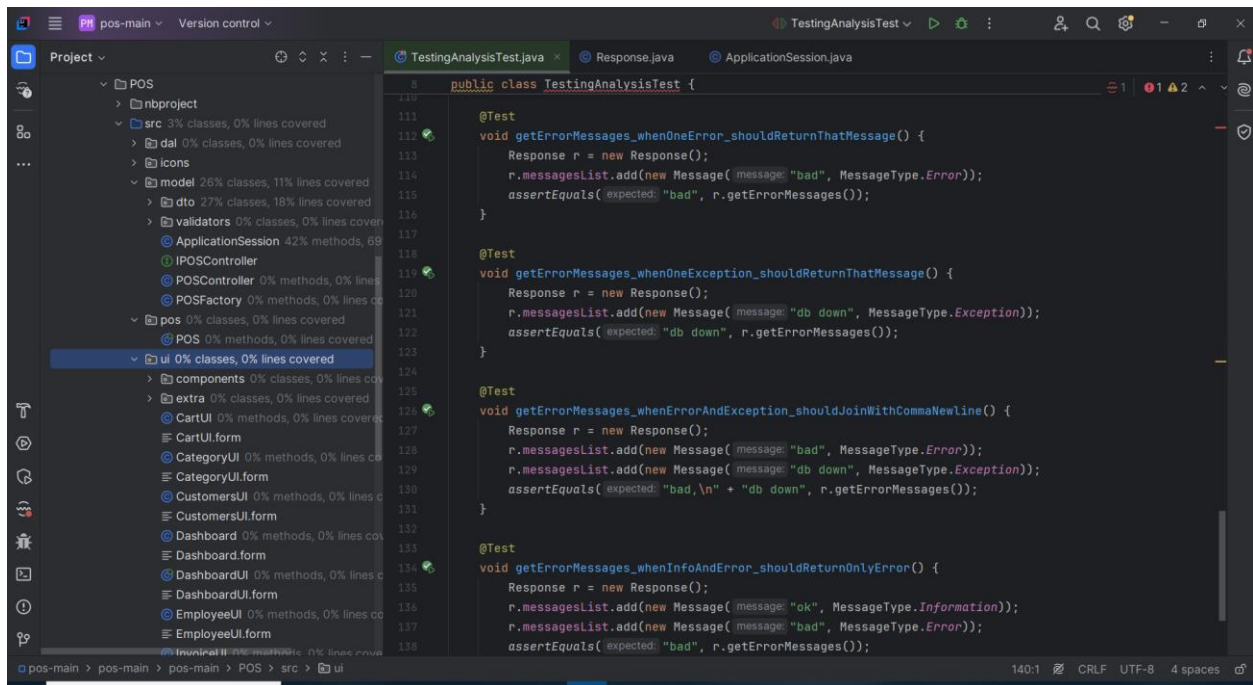 PM pos-main Version control TestingAnalysisTest
Project
TestingAnalysisTest.java Response.java ApplicationSession.java
POS
nbproject
src 3% classes, 0% lines covered
dal 0% classes, 0% lines covered
icons
model 26% classes, 11% lines covered
dto 27% classes, 18% lines covered
validators 0% classes, 0% lines cover
ApplicationSession 42% methods, 69
IPOSController
POSController 0% methods, 0% lines
POSFactory 0% methods, 0% lines co
pos 0% classes, 0% lines covered
POS 0% methods, 0% lines covered
ui 0% classes, 0% lines covered
components 0% classes, 0% lines cov
extra 0% classes, 0% lines covered
CartUI 0% methods, 0% lines covered
CartUI.form
CategoryUI 0% methods, 0% lines co
CategoryUI.form
CustomersUI 0% methods, 0% lines c
CustomersUI.form
Dashboard 0% methods, 0% lines cov
Dashboard.form
DashboardUI 0% methods, 0% lines c
DashboardUI.form
EmployeeUI 0% methods, 0% lines co
EmployeeUI.form
InvoiceUI 0% methods, 0% lines cove
8 public class TestingAnalysisTest {
1 1 2
110
111 @Test
112 void getErrorMessages_whenOneError_shouldReturnThatMessage() {
113 Response r = new Response();
114 r.messagesList.add(new Message( message: "bad", MessageType.Error));
115 assertEquals( expected: "bad", r.getErrorMessages());
116 }
117
118 @Test
119 void getErrorMessages_whenOneException_shouldReturnThatMessage() {
120 Response r = new Response();
121 r.messagesList.add(new Message( message: "db down", MessageType.Exception));
122 assertEquals( expected: "db down", r.getErrorMessages());
123 }
124
125 @Test
126 void getErrorMessages_whenErrorAndException_shouldJoinWithCommaNewline() {
127 Response r = new Response();
128 r.messagesList.add(new Message( message: "bad", MessageType.Error));
129 r.messagesList.add(new Message( message: "db down", MessageType.Exception));
130 assertEquals( expected: "bad,\n" + "db down", r.getErrorMessages());
131 }
132
133 @Test
134 void getErrorMessages_whenInfoAndError_shouldReturnOnlyError() {
135 Response r = new Response();
136 r.messagesList.add(new Message( message: "ok", MessageType.Information));
137 r.messagesList.add(new Message( message: "bad", MessageType.Error));
138 assertEquals( expected: "bad", r.getErrorMessages());
pos-main > pos-main > pos-main > POS > src > ui 140:1 CRLF UTF-8 4 spaces